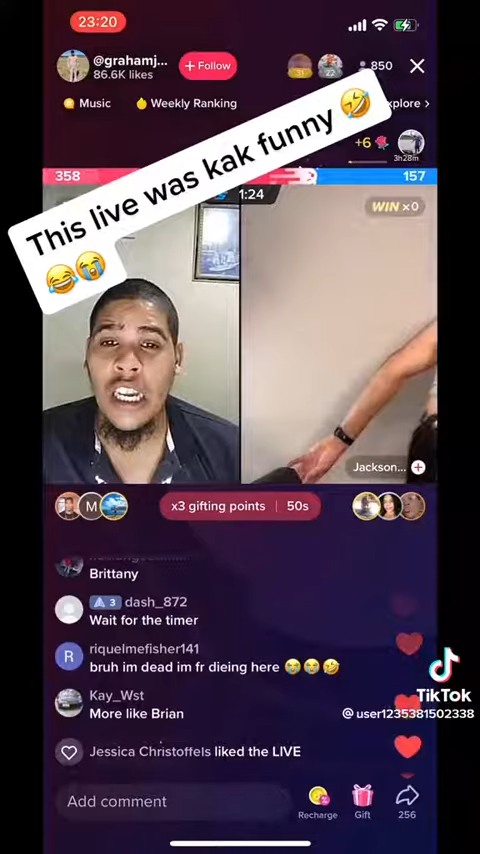 23:20
@grahamj...
86.6K likes
+ Follow
31
22
850
Music
Weekly Ranking
xplore >
+6
3h28m
This live was kak funny 🤣
😂😭
358
1:24
157
WIN x0
Jackson...
M
x3 gifting points | 50s
Brittany
3 dash_872
Wait for the timer
R
riquelmefisher141
bruh im dead im fr dieing here 😭😭🤣
Kay_Wst
More like Brian
Jessica Christoffels liked the LIVE
TikTok
@user1235381502338
Add comment
Recharge
Gift
256